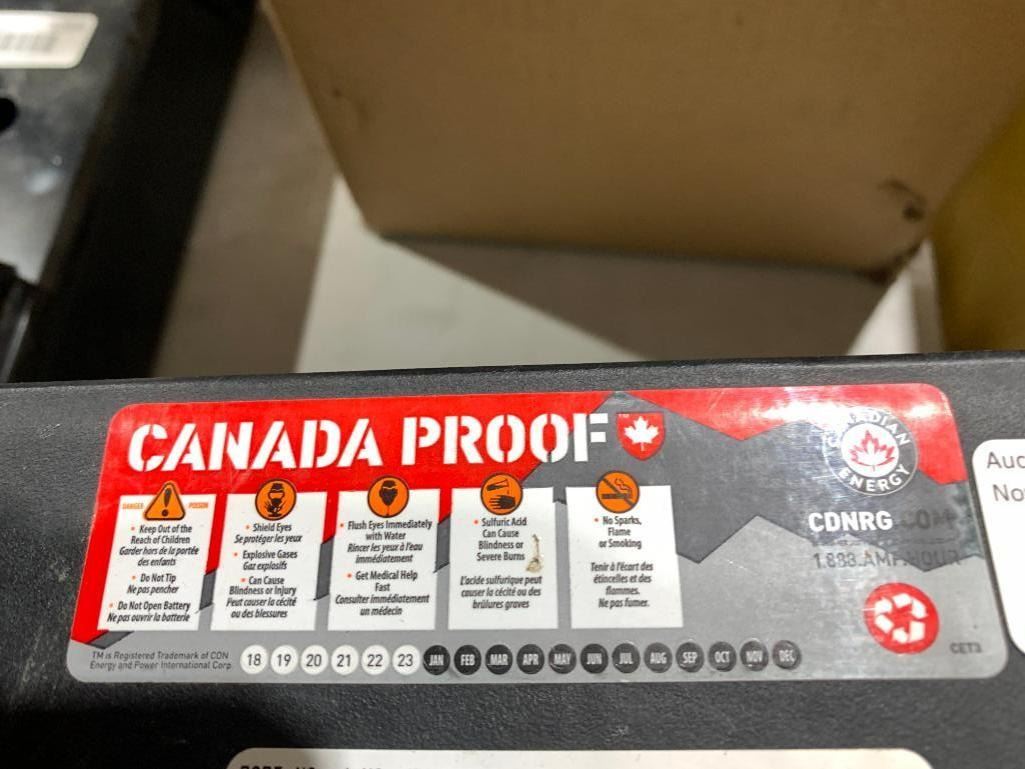 CANADA PROOF
TM
CANADIAN
ENERGY
DANGER
POISON
• Keep Out of the
Reach of Children
Garder hors de la portée
des enfants
• Do Not Tip
Ne pas pencher
• Do Not Open Battery
Ne pas ouvrir la batterie
• Shield Eyes
Se protéger les yeux
• Explosive Gases
Gaz explosifs
• Can Cause
Blindness or Injury
Peut causer la cécité
ou des blessures
• Flush Eyes Immediately
with Water
Rincer les yeux à l'eau
immédiatement
• Get Medical Help
Fast
Consulter immédiatement
un médecin
• Sulfuric Acid
Can Cause
Blindness or
Severe Burns
L'acide sulfurique peut
causer la cécité ou des
brûlures graves
• No Sparks,
Flame
or Smoking
Tenir à l'écart des
étincelles et des
flammes.
Ne pas fumer.
CDNRG.COM
1.888.AMP.HOUR
TM is Registered Trademark of CDN
Energy and Power International Corp.
18 19 20 21 22 23 JAN FEB MAR APR MAY JUN JUL AUG SEP OCT NOV DEC
CET3
Auc
No